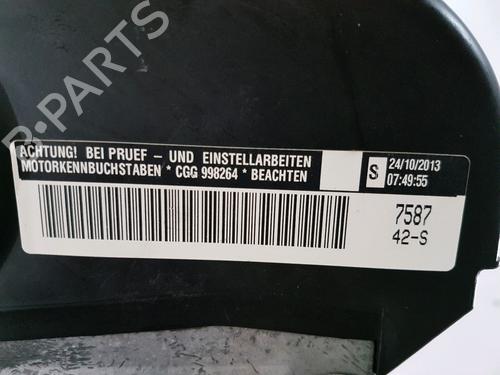 B-PARTS
ACHTUNG! BEI PRUEF - UND EINSTELLARBEITEN
MOTORKENNBUCHSTABEN * CGG 998264 * BEACHTEN
S
24/10/2013
07:49:55
7587
42-S